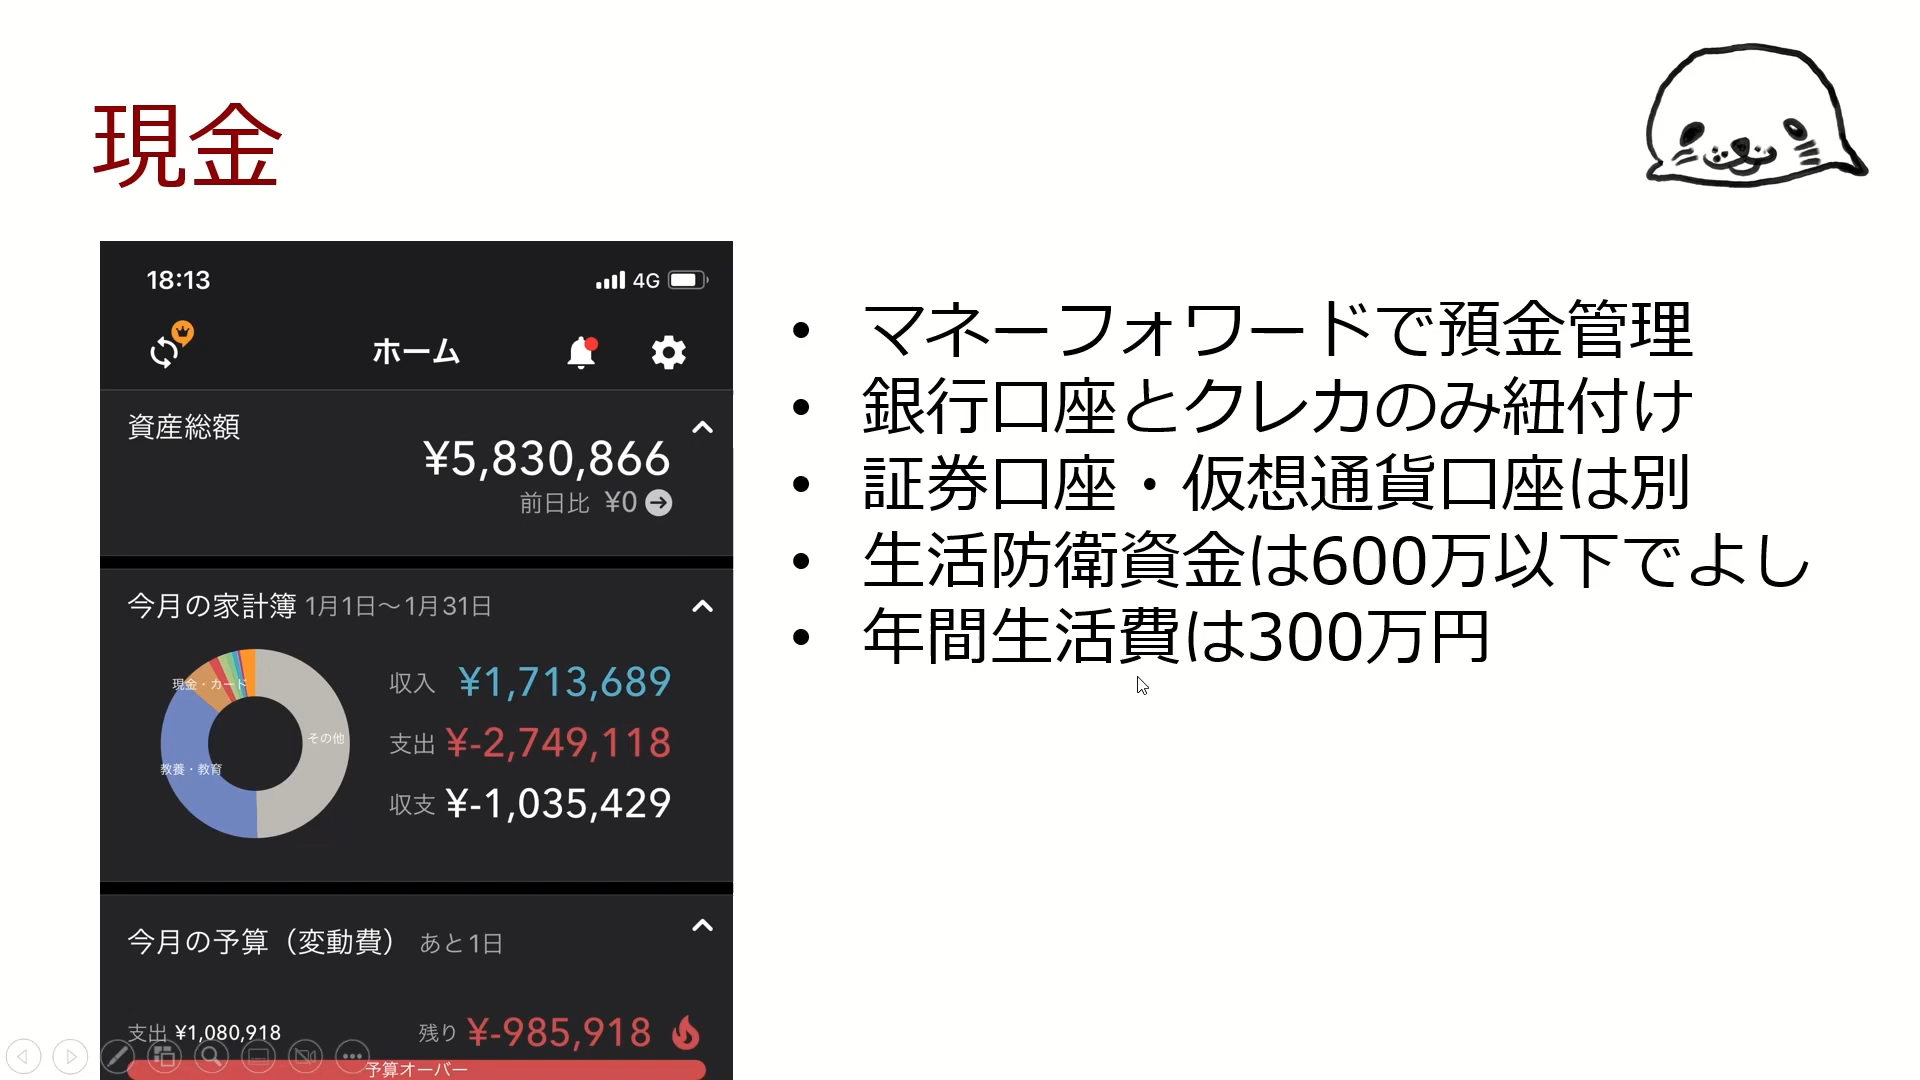 現金
18:13
4G
ホーム
資産総額
¥5,830,866
前日比 ¥0
今月の家計簿 1月1日〜1月31日
現金・カード
その他
教養・教育
収入 ¥1,713,689
支出 ¥-2,749,118
収支 ¥-1,035,429
今月の予算（変動費） あと1日
支出 ¥1,080,918
残り ¥-985,918
予算オーバー
• マネーフォワードで預金管理
• 銀行口座とクレカのみ紐付け
• 証券口座・仮想通貨口座は別
• 生活防衛資金は600万以下でよし
• 年間生活費は300万円